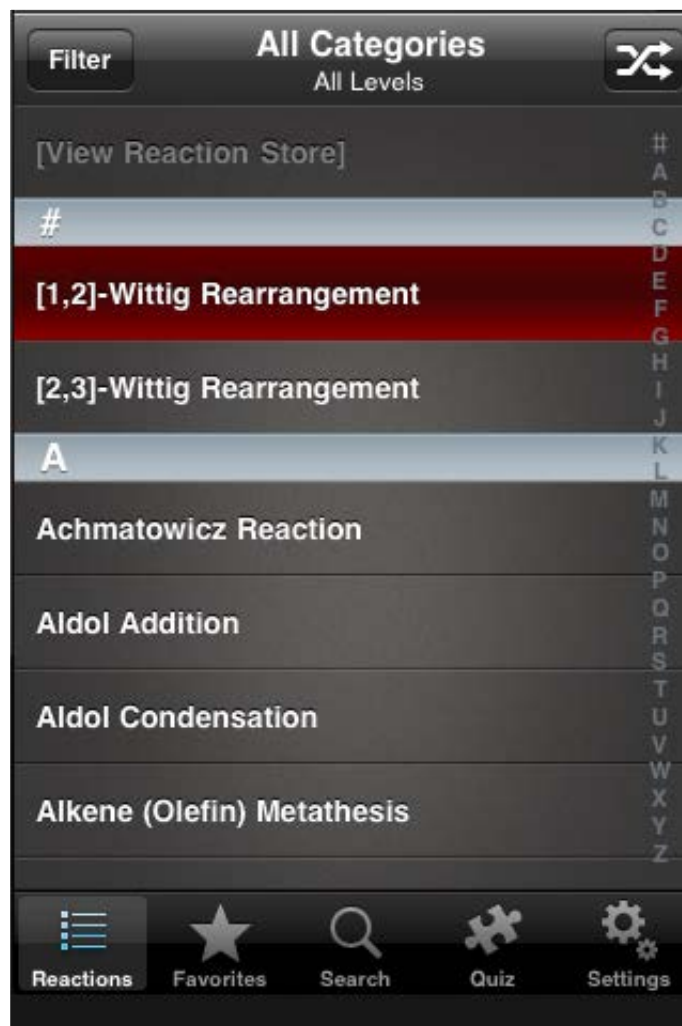 Filter
All Categories
All Levels
[View Reaction Store]
#
[1,2]-Wittig Rearrangement
[2,3]-Wittig Rearrangement
A
Achmatowicz Reaction
Aldol Addition
Aldol Condensation
Alkene (Olefin) Metathesis
#
A
B
C
D
E
F
G
H
I
J
K
L
M
N
O
P
Q
R
S
T
U
V
W
X
Y
Z
Reactions
Favorites
Search
Quiz
Settings